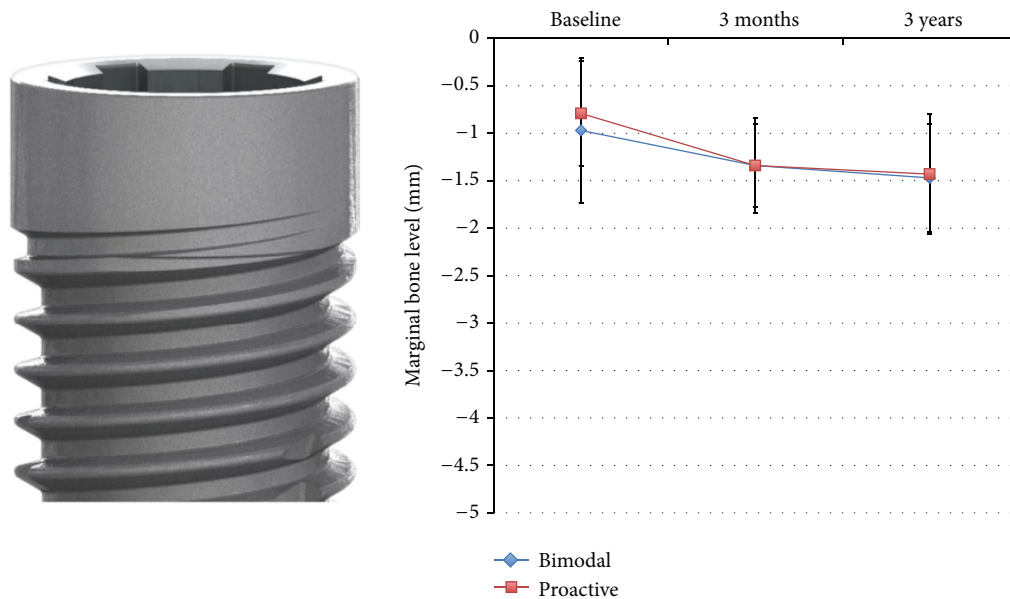 Baseline 3 months 3 years
0
−0.5
−1
−1.5
−2
−2.5
−3
−3.5
−4
−4.5
−5
Marginal bone level (mm)
Bimodal
Proactive